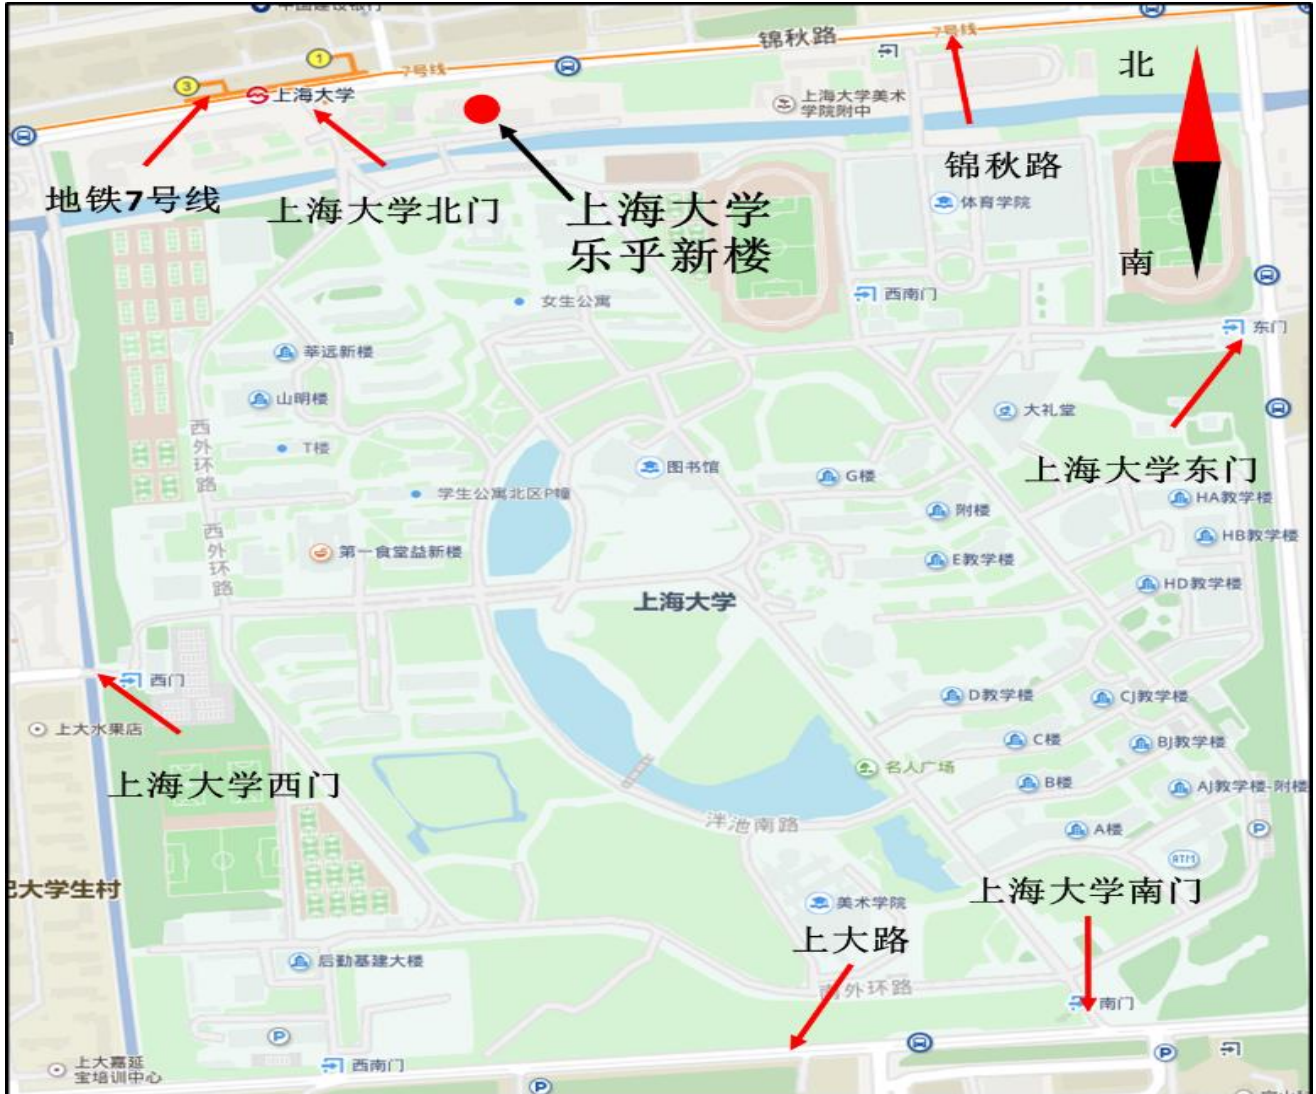 中国建设银行
锦秋路
7号线
1
7号线
3
上海大学
上海大学美术
学院附中
北
地铁7号线
上海大学北门
上海大学
乐乎新楼
锦秋路
体育学院
南
西南门
女生公寓
东门
莘远新楼
山明楼
大礼堂
西外环路
T楼
图书馆
G楼
上海大学东门
学生公寓北区P幢
HA教学楼
附楼
HB教学楼
西外环路
第一食堂益新楼
E教学楼
HD教学楼
上海大学
西门
D教学楼
CJ教学楼
上大水果店
C楼
BJ教学楼
上海大学西门
名人广场
B楼
AJ教学楼-附楼
泮池南路
A楼
P
ATM
大学生村
上海大学南门
美术学院
上大路
后勤基建大楼
南外环路
南门
P
上大嘉延
宝培训中心
西南门
P
P